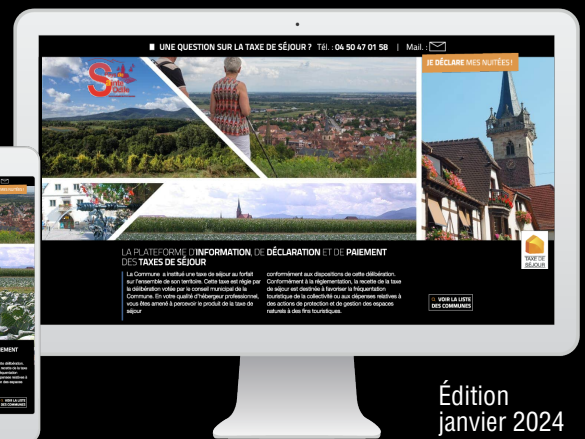 UNE QUESTION SUR LA TAXE DE SÉJOUR ? Tél. : 04 50 47 01 58 | Mail. :
JE DÉCLARE MES NUITÉES !
LA PLATEFORME D'INFORMATION, DE DÉCLARATION ET DE PAIEMENT
DES TAXES DE SÉJOUR
La Commune a institué une taxe de séjour au forfait
sur l'ensemble de son territoire. Cette taxe est régie par
la délibération votée par le conseil municipal de la
Commune. En votre qualité d'hébergeur professionnel,
vous êtes amené à percevoir le produit de la taxe de
séjour
conformément aux dispositions de cette délibération.
Conformément à la réglementation, la recette de la taxe
de séjour est destinée à favoriser la fréquentation
touristique de la collectivité ou aux dépenses relatives à
des actions de protection et de gestion des espaces
naturels à des fins touristiques.
TAXE DE
SÉJOUR
VOIR LA LISTE
DES COMMUNES
EMENT
VOIR LA LISTE
DES COMMUNES
Édition
janvier 2024